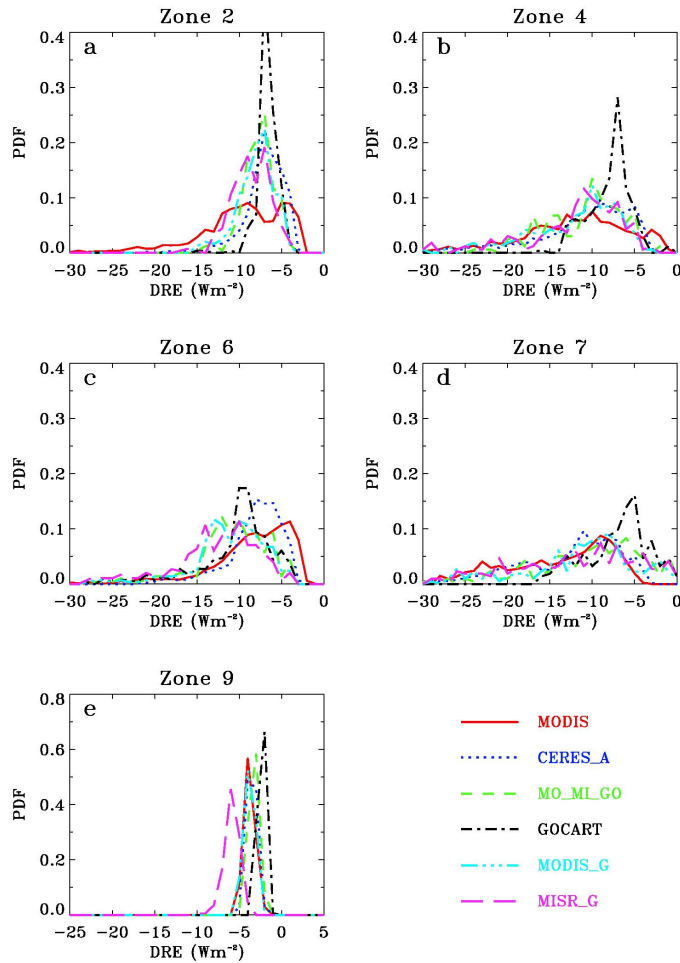 Zone 2
a
PDF
0.4
0.3
0.2
0.1
0.0
-30 -25 -20 -15 -10 -5 0
DRE (Wm⁻²)
Zone 4
b
PDF
0.4
0.3
0.2
0.1
0.0
-30 -25 -20 -15 -10 -5 0
DRE (Wm⁻²)
Zone 6
c
PDF
0.4
0.3
0.2
0.1
0.0
-30 -25 -20 -15 -10 -5 0
DRE (Wm⁻²)
Zone 7
d
PDF
0.4
0.3
0.2
0.1
0.0
-30 -25 -20 -15 -10 -5 0
DRE (Wm⁻²)
Zone 9
e
PDF
0.8
0.6
0.4
0.2
0.0
-25 -20 -15 -10 -5 0 5
DRE (Wm⁻²)
MODIS
CERES_A
MO_MI_GO
GOCART
MODIS_G
MISR_G